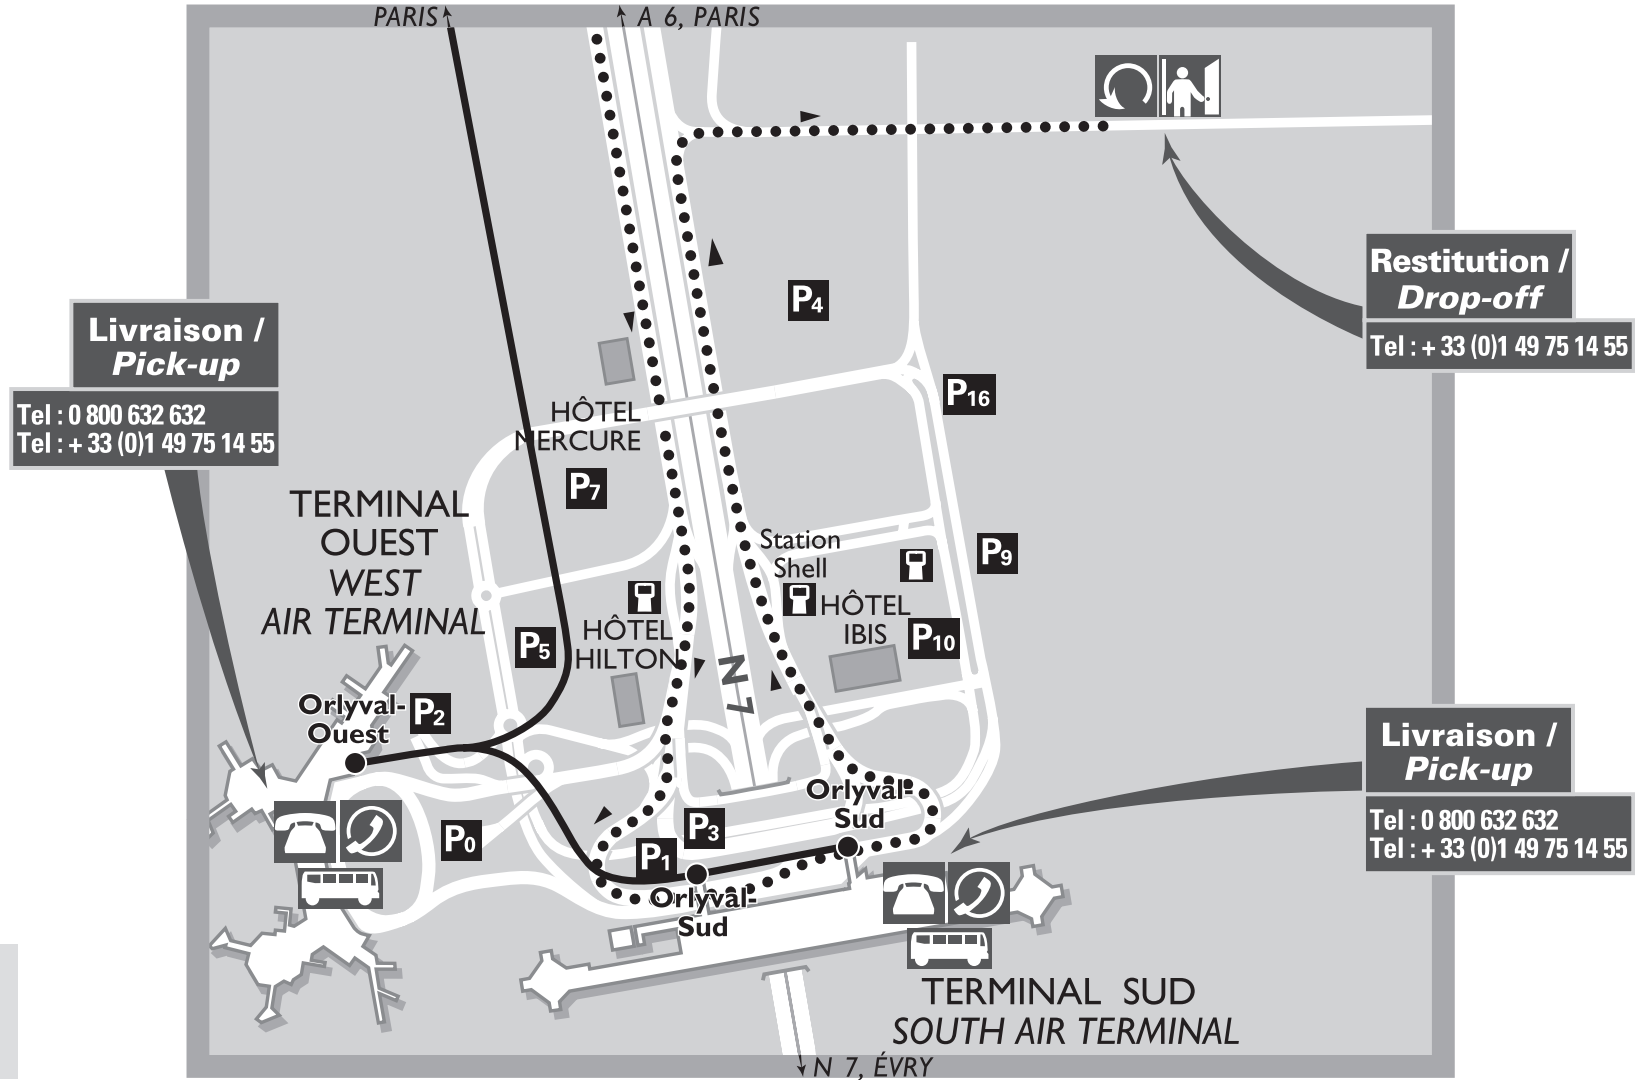 PARIS
A 6, PARIS
Restitution /
Drop-off
Tel : + 33 (0)1 49 75 14 55
P4
Livraison /
Pick-up
Tel : 0 800 632 632
Tel : + 33 (0)1 49 75 14 55
P16
HÔTEL
MERCURE
P7
TERMINAL
OUEST
WEST
AIR TERMINAL
Station
Shell
P9
HÔTEL
IBIS
P10
HÔTEL
HILTON
P5
N 7
Orlyval-
Ouest
P2
Livraison /
Pick-up
Tel : 0 800 632 632
Tel : + 33 (0)1 49 75 14 55
Orlyval-
Sud
P0
P3
P1
Orlyval-
Sud
TERMINAL SUD
SOUTH AIR TERMINAL
N 7, ÉVRY